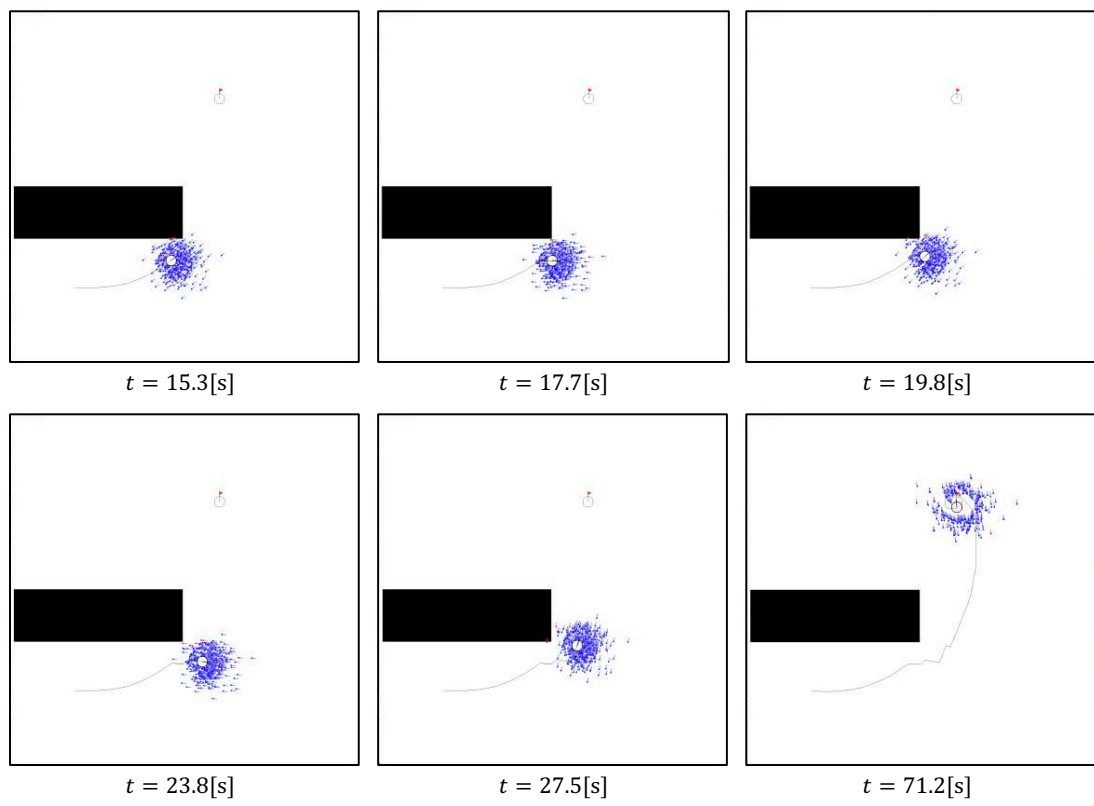 t = 15.3[s]
t = 17.7[s]
t = 19.8[s]
t = 23.8[s]
t = 27.5[s]
t = 71.2[s]